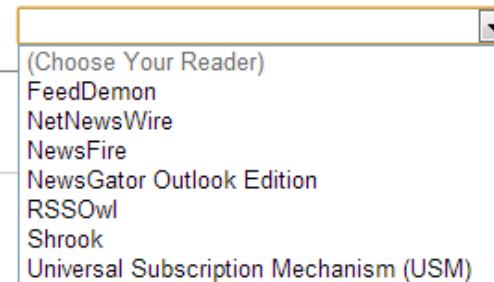 (Choose Your Reader)
FeedDemon
NetNewsWire
NewsFire
NewsGator Outlook Edition
RSSOwl
Shrook
Universal Subscription Mechanism (USM)